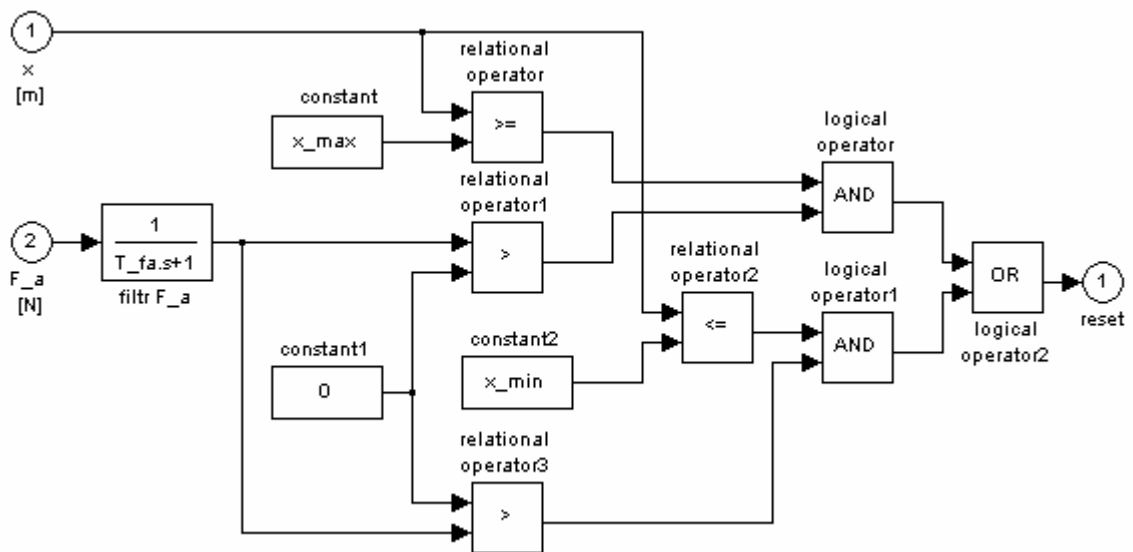 1
x
[m]
relational
operator
>=
constant
x_max
logical
operator
AND
relational
operator1
>
2
F_a
[N]
1
T_fa.s+1
filtr F_a
relational
operator2
<=
logical
operator1
AND
OR
logical
operator2
1
reset
constant1
0
constant2
x_min
relational
operator3
>